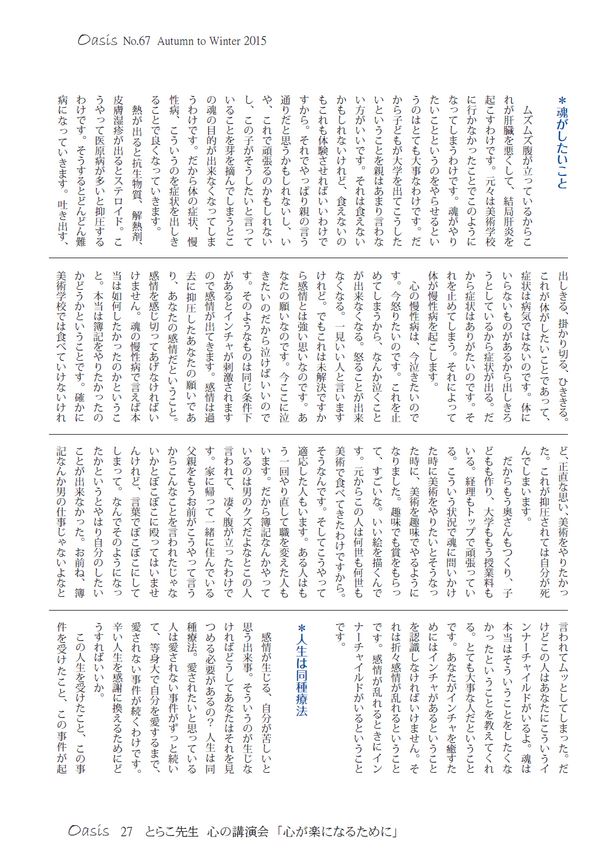 Oasis No.67 Autumn to Winter 2015
＊魂がしたいこと
　ムズムズ腹が立っているからこ
れが肝臓を悪くして、結局肝炎を
起こすわけです。元々は美術学校
に行かなかったことでこのように
なってしまうわけです。魂がやり
たいことというのをやらせるとい
うのはとても大事なわけです。だ
から子どもが大学を出てこうした
いということを親はあまり言わな
い方がいいです。それは食えない
かもしれないけれど、食えないの
もこれも体験させればいいわけで
すから。それでやっぱり親の言う
通りだと思うかもしれないし、い
や、これで頑張るのかもしれない
し、この子がそうしたいと言って
いることを芽を摘んでしまうとこ
の魂の目的が出来なくなってしま
うわけです。だから体の症状、慢
性病、こういうのを症状を出しき
ることで良くなっていきます。
　熱が出ると抗生物質、解熱剤、
皮膚湿疹が出るとステロイド。こ
うやって医原病が多いと抑圧する
わけです。そうするとどんどん難
病になっていきます。吐き出す、
出しきる、掛かり切る、ひききる。
これが体がしたいことであって、
症状は病気ではないのです。体に
いらないものがあるから出しきろ
うとしているから症状が出る。だ
から症状はありがたいのです。そ
れを止めてしまう。それによって
体が慢性病を起こします。
　心の慢性病は、今泣きたいので
す。今怒りたいのです。これを止
めてしまうから、なんか泣くこと
が出来なくなる。怒ることが出来
なくなる。一見いい人と言います
けれど。でもこれは未解決ですか
ら感情とは強い思いなのです。あ
なたの願いなのです。今ここに泣
きたいのだから泣けばいいので
す。そのようなものは同じ条件下
があるとインチャが刺激されます
ので感情が出てきます。感情は過
去に抑圧したあなたの願いであ
り、あなたの感情だということ。
感情を感じ切ってあげなければい
けません。魂の慢性病で言えば本
当は如何したかったのかというこ
と。本当は簿記をやりたかったの
かどうかということです。確かに
美術学校では食べていけないけれ
ど、正直な思い、美術をやりたかっ
た。これが抑圧されては自分が死
んでしまいます。
　だからもう奥さんもつくり、子
どもも作り、大学ももう授業料も
いる。経理もトップで頑張ってい
る。こういう状況で魂に問いかけ
た時に美術をやりたいとそうなっ
た時に、美術を趣味でやるように
なりました。趣味でも賞をもらっ
て、すごいな。いい絵を描くんで
す。元からこの人は何世も何世も
美術で食べてきたわけですから。
そうなんです。そしてこうやって
適応した人もいます。ある人はも
う一回やり直して職を変えた人も
います。だから簿記なんかやって
いるのは男のクズだよなとこの人
言われて、凄く腹が立ったわけで
す。家に帰って一緒に住んでいる
父親をもうお前がこうやって言う
からこんなことを言われたじゃな
いかとぼこぼこに殴ってはいませ
んけれど、言葉でぼこぼこにして
しまって。なんでそのようになっ
たかというとやはり自分のしたい
ことが出来なかった。お前ね、簿
記なんか男の仕事じゃないよなと
言われてムッとしてしまった。だ
けどこの人はあなたにこういうイ
ンナーチャイルドがいるよ。魂は
本当はそういうことをしたくな
かったということを教えてくれ
る。とても大事な人だということ
です。あなたがインチャを癒すた
めにはインチャがあるということ
を認識しなければいけません。そ
れは折々感情が乱れるということ
です。感情が乱れるときにインナ
ーチャイルドがいるということ
です。
＊人生は同種療法
　感情が生じる、自分が苦しいと
思う出来事。そういうのが生じな
ければどうしてあなたはそれを見
つめる必要があるの？ 人生は同
種療法。愛されたいと思っている
人は愛されない事件がずっと続い
て、等身大で自分を愛するまで、
愛されない事件が続くわけです。
辛い人生を感謝に換えるためにど
うすればいいか。
　この人生を受けたこと、この事
件を受けたこと、この事件が起
Oasis 27 とらこ先生 心の講演会 「心が楽になるために」